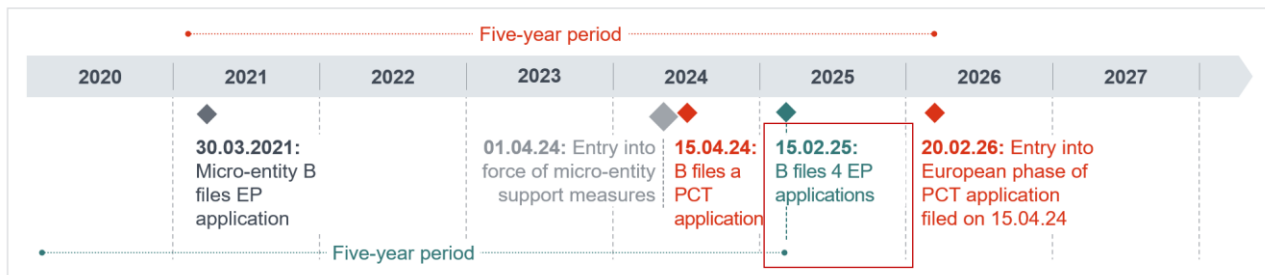 Five-year period
2020 2021 2022 2023 2024 2025 2026 2027
30.03.2021:
Micro-entity B
files EP
application
01.04.24: Entry into
force of micro-entity
support measures
15.04.24:
B files a
PCT
application
15.02.25:
B files 4 EP
applications
20.02.26: Entry into
European phase of
PCT application
filed on 15.04.24
Five-year period